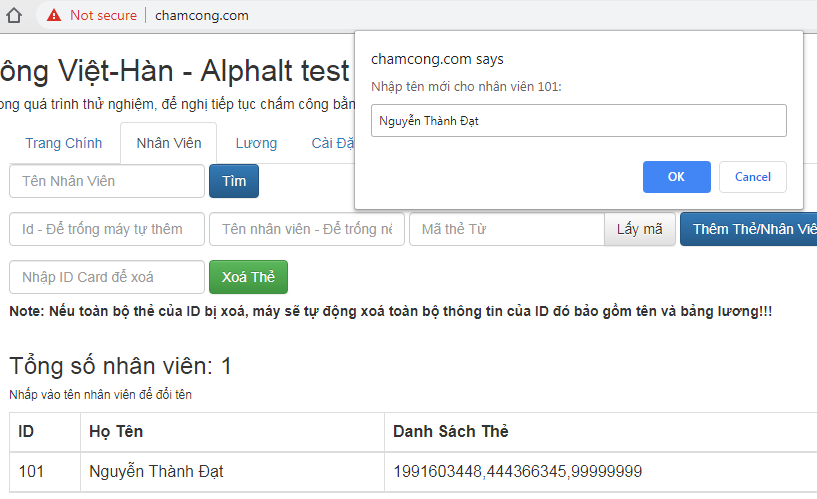 Not secure chamcong.com
ông Việt-Hàn - Alphalt test
ong quá trình thử nghiệm, để nghị tiếp tục chấm công bằn
chamcong.com says
Nhập tên mới cho nhân viên 101:
Nguyễn Thành Đạt
OK Cancel
Trang Chính Nhân Viên Lương Cài Đặ
Tên Nhân Viên Tìm
Id - Để trống máy tự thêm Tên nhân viên - Để trống nế Mã thẻ Từ Lấy mã Thêm Thẻ/Nhân Viê
Nhập ID Card để xoá Xoá Thẻ
Note: Nếu toàn bộ thẻ của ID bị xoá, máy sẽ tự động xoá toàn bộ thông tin của ID đó bảo gồm tên và bảng lương!!!
Tổng số nhân viên: 1
Nhấp vào tên nhân viên để đổi tên
ID Họ Tên Danh Sách Thẻ
101 Nguyễn Thành Đạt 1991603448,444366345,99999999